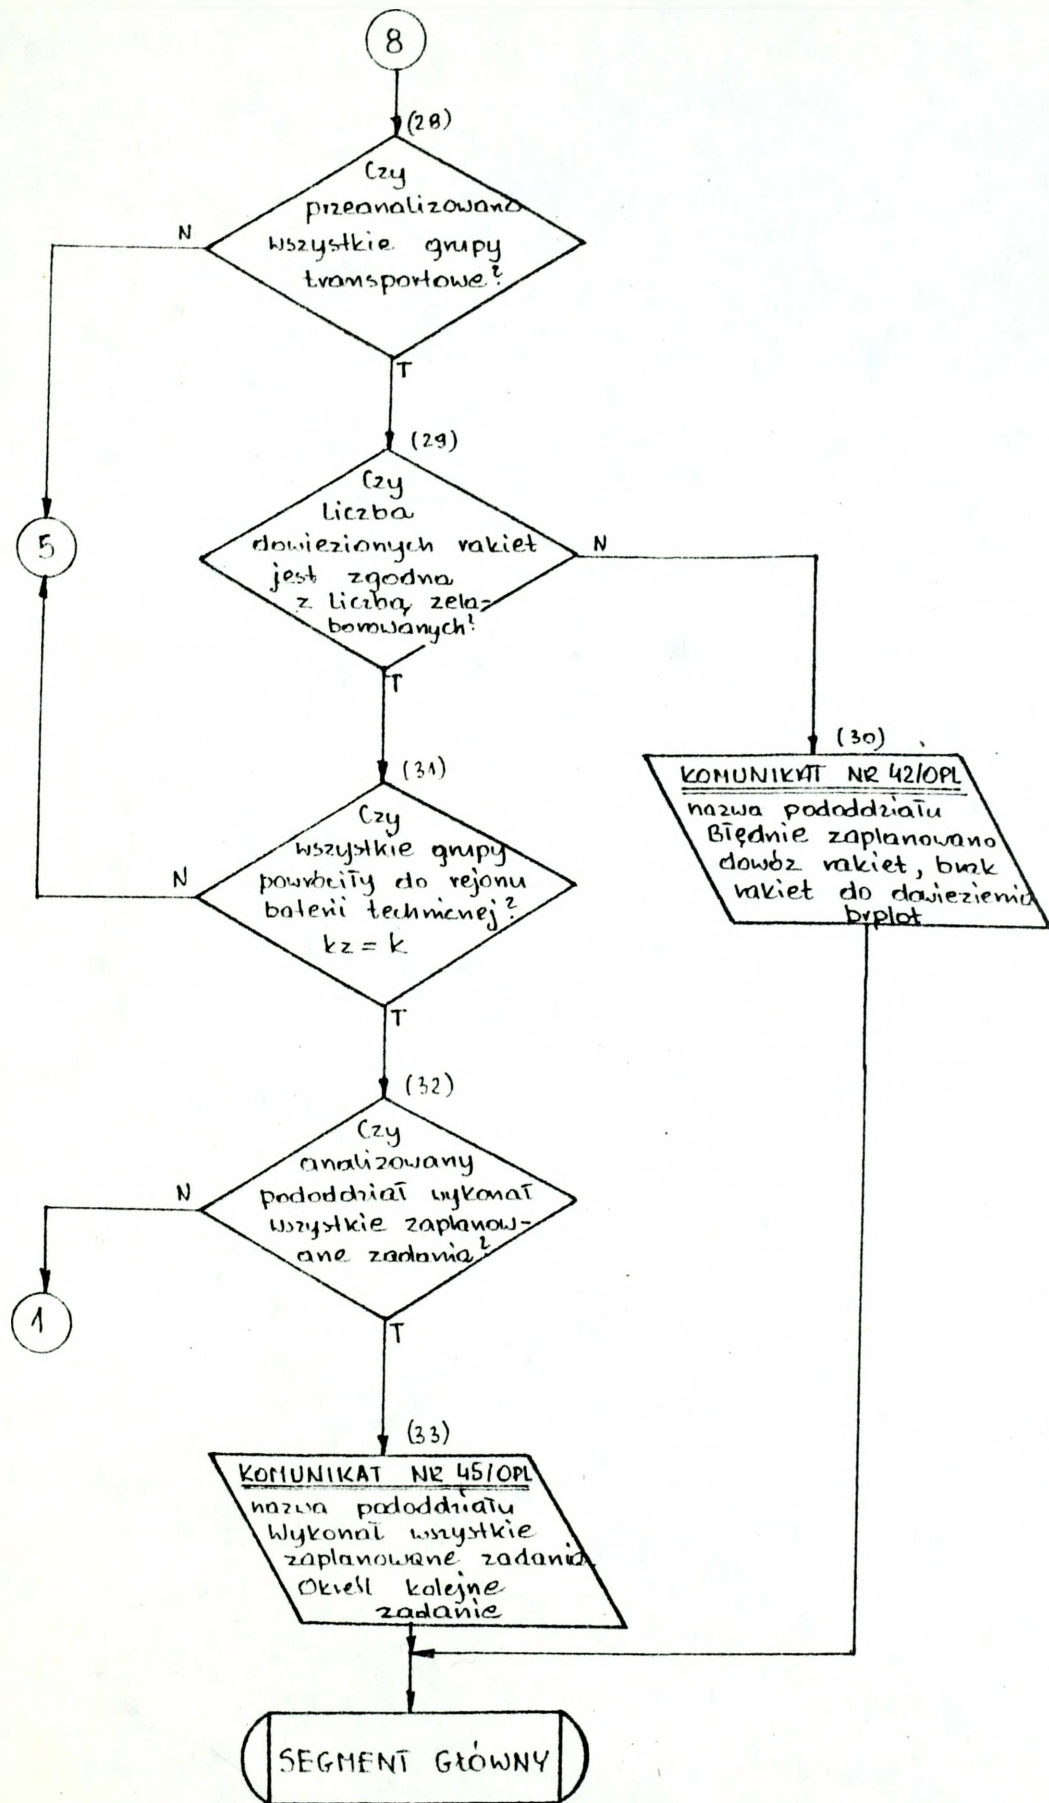 8
(28)
Czy
przeanalizowano
wszystkie grupy
transportowe?
N
T
(29)
Czy
liczba
dowiezionych rakiet
jest zgodna
z liczbą zela-
borowanych?
N
T
5
(30)
KOMUNIKAT NR 42/OPL
nazwa pododdziału
Błędnie zaplanowano
dowóz rakiet, brak
rakiet do dowiezienia
brplot
(31)
Czy
wszystkie grupy
powróciły do rejonu
baterii technicznej?
kz = k
N
T
(32)
Czy
analizowany
pododdział wykonał
wszystkie zaplanow-
ane zadania?
N
T
1
(33)
KOMUNIKAT NR 45/OPL
nazwa pododdziału
Wykonał wszystkie
zaplanowane zadania
Określ kolejne
zadanie
SEGMENT GŁÓWNY